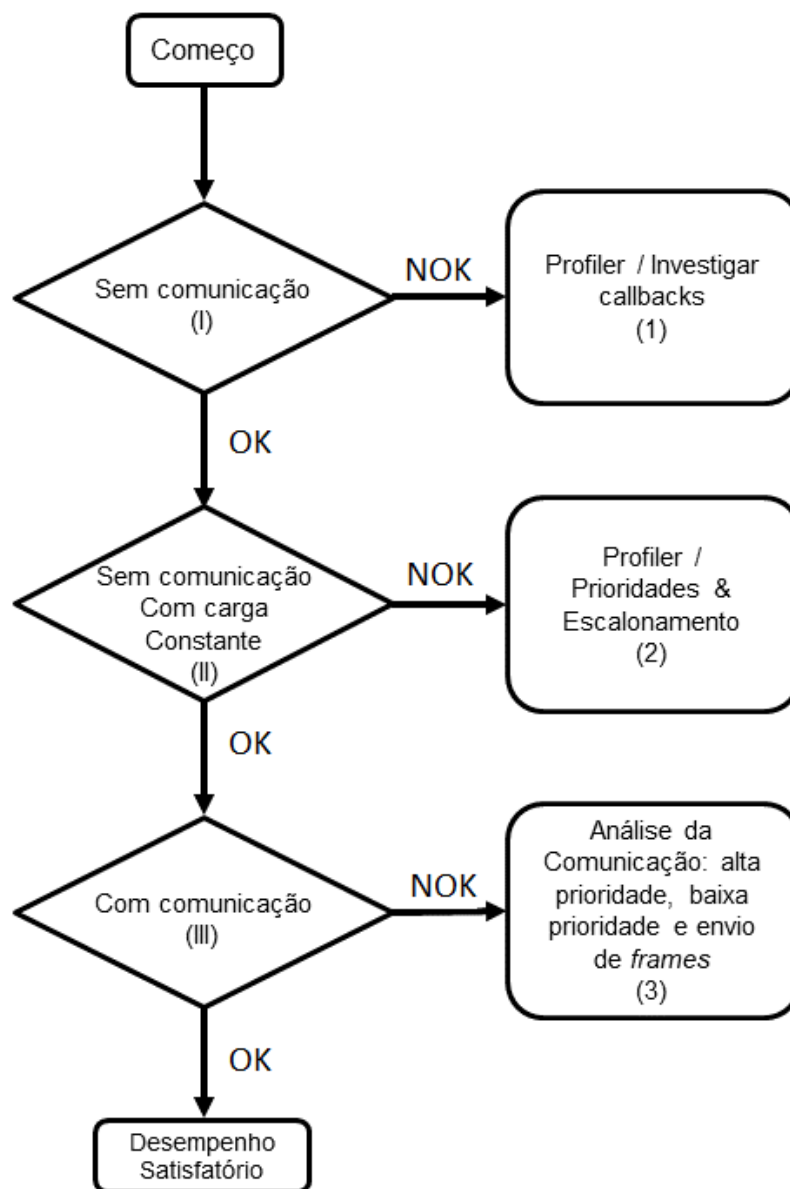 Começo
Sem comunicação
(I)
NOK
Profiler / Investigar
callbacks
(1)
OK
Sem comunicação
Com carga
Constante
(II)
NOK
Profiler /
Prioridades &
Escalonamento
(2)
OK
Com comunicação
(III)
NOK
Análise da
Comunicação: alta
prioridade, baixa
prioridade e envio
de frames
(3)
OK
Desempenho
Satisfatório